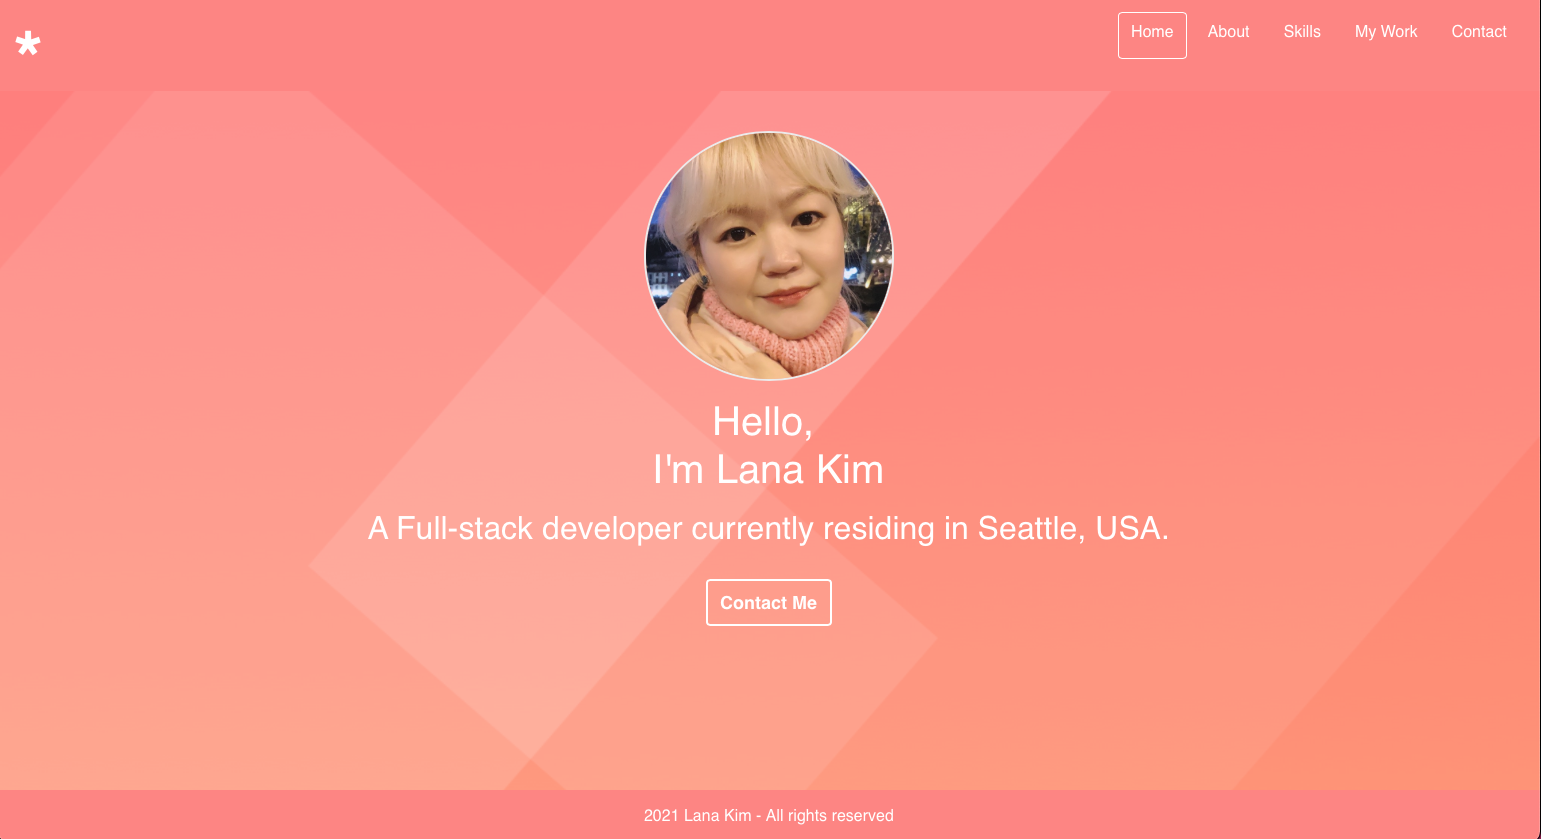 *
Home About Skills My Work Contact
Hello,
I'm Lana Kim
A Full-stack developer currently residing in Seattle, USA.
Contact Me
2021 Lana Kim - All rights reserved